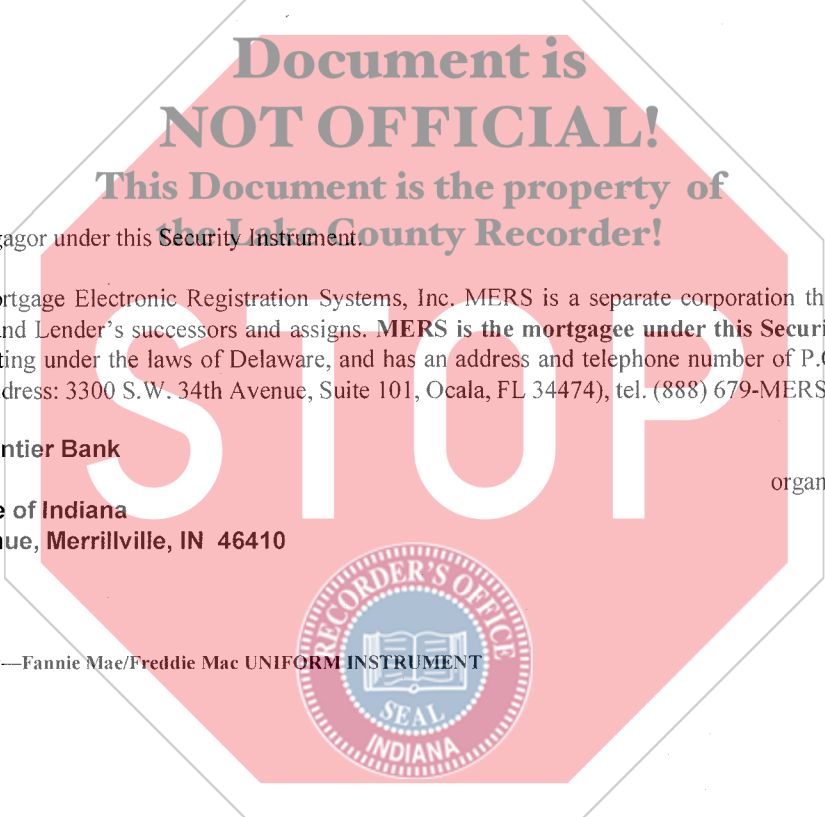 Document is
NOT OFFICIAL!
This Document is the property of
the Lake County Recorder!
gagor under this Security Instrument.
ortgage Electronic Registration Systems, Inc. MERS is a separate corporation th
nd Lender's successors and assigns. MERS is the mortgagee under this Securi
ting under the laws of Delaware, and has an address and telephone number of P.O
dress: 3300 S.W. 34th Avenue, Suite 101, Ocala, FL 34474), tel. (888) 679-MERS
STOP
ntier Bank
organ
e of Indiana
ue, Merrillville, IN 46410
RECORDER'S OFFICE
—Fannie Mae/Freddie Mac UNIFORM INSTRUMENT
SEAL
INDIANA